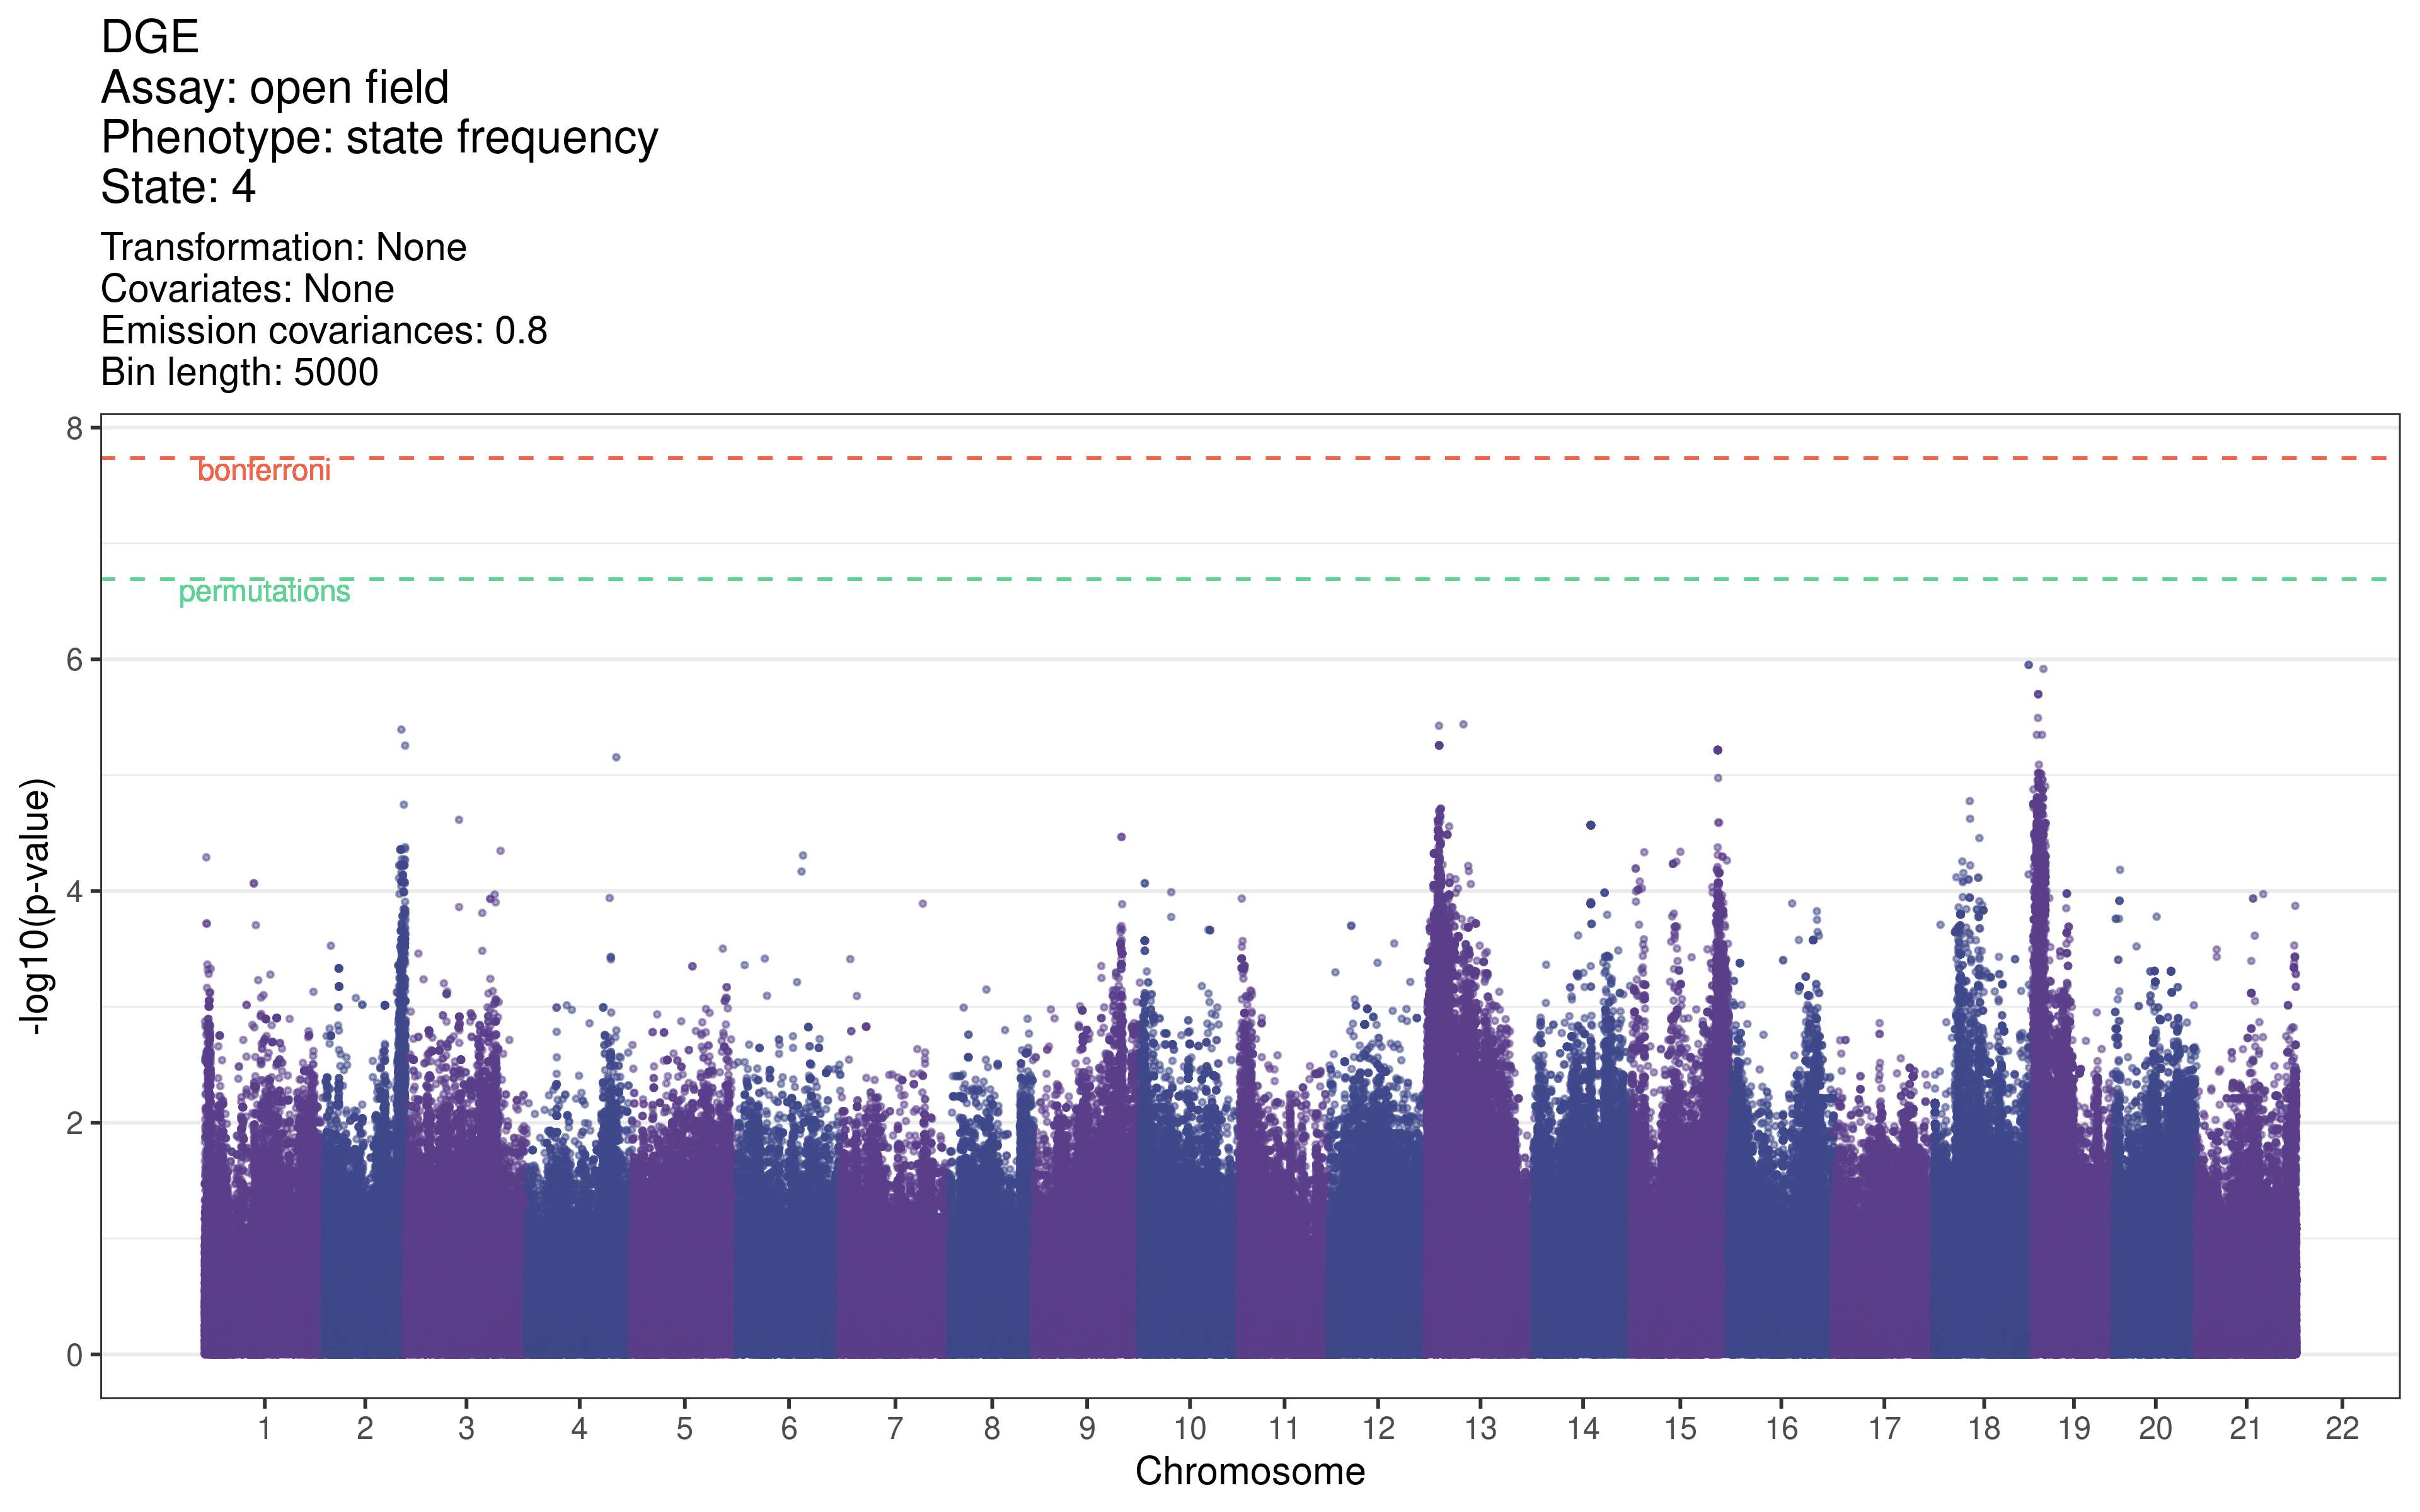 DGE
Assay: open field
Phenotype: state frequency
State: 4
Transformation: None
Covariates: None
Emission covariances: 0.8
Bin length: 5000
8
bonferroni
permutations
6
4
2
0
-log10(p-value)
1 2 3 4 5 6 7 8 9 10 11 12 13 14 15 16 17 18 19 20 21 22
Chromosome